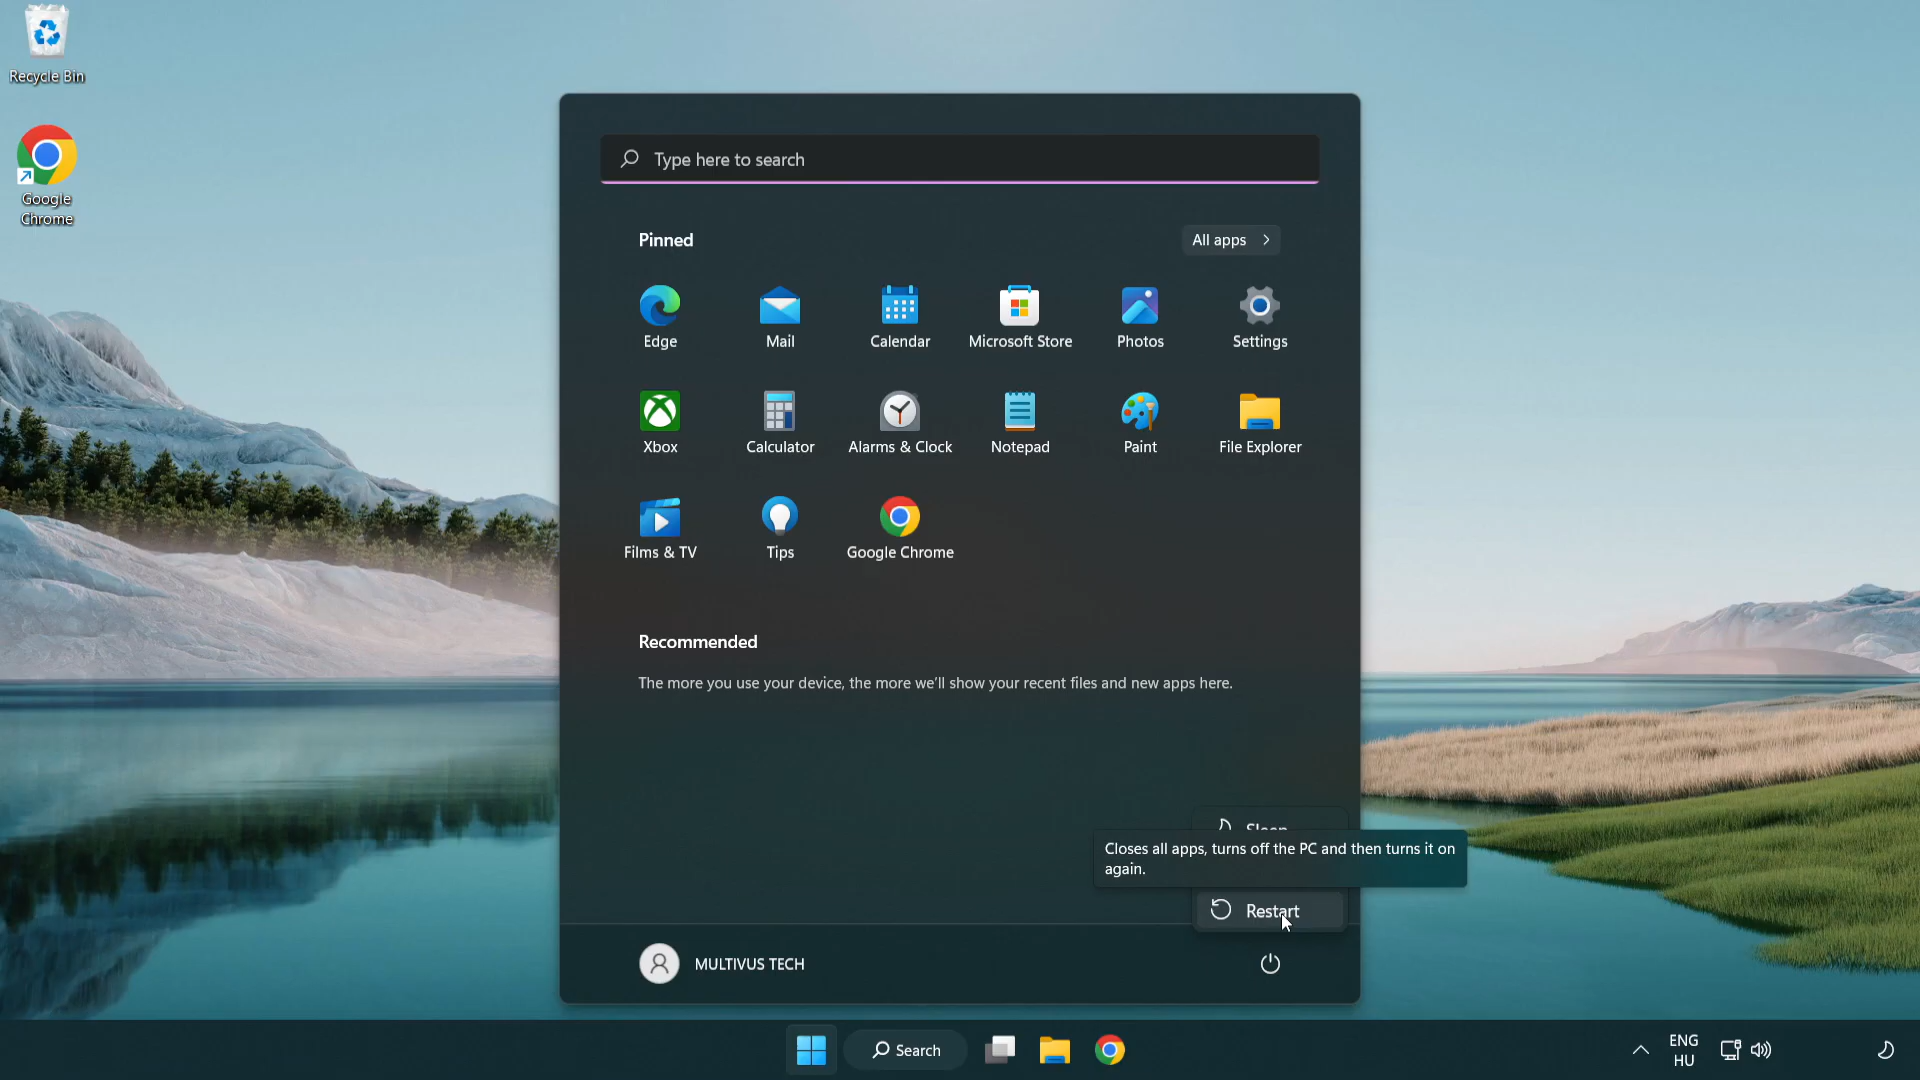 Recycle Bin
Google
Chrome
Type here to search
Pinned
All apps
Edge
Mail
Calendar
Microsoft Store
Photos
Settings
Xbox
Calculator
Alarms & Clock
Notepad
Paint
File Explorer
Films & TV
Tips
Google Chrome
Recommended
The more you use your device, the more we'll show your recent files and new apps here.
Sleep
Closes all apps, turns off the PC and then turns it on
again.
Restart
MULTIVUS TECH
Search
ENG
HU